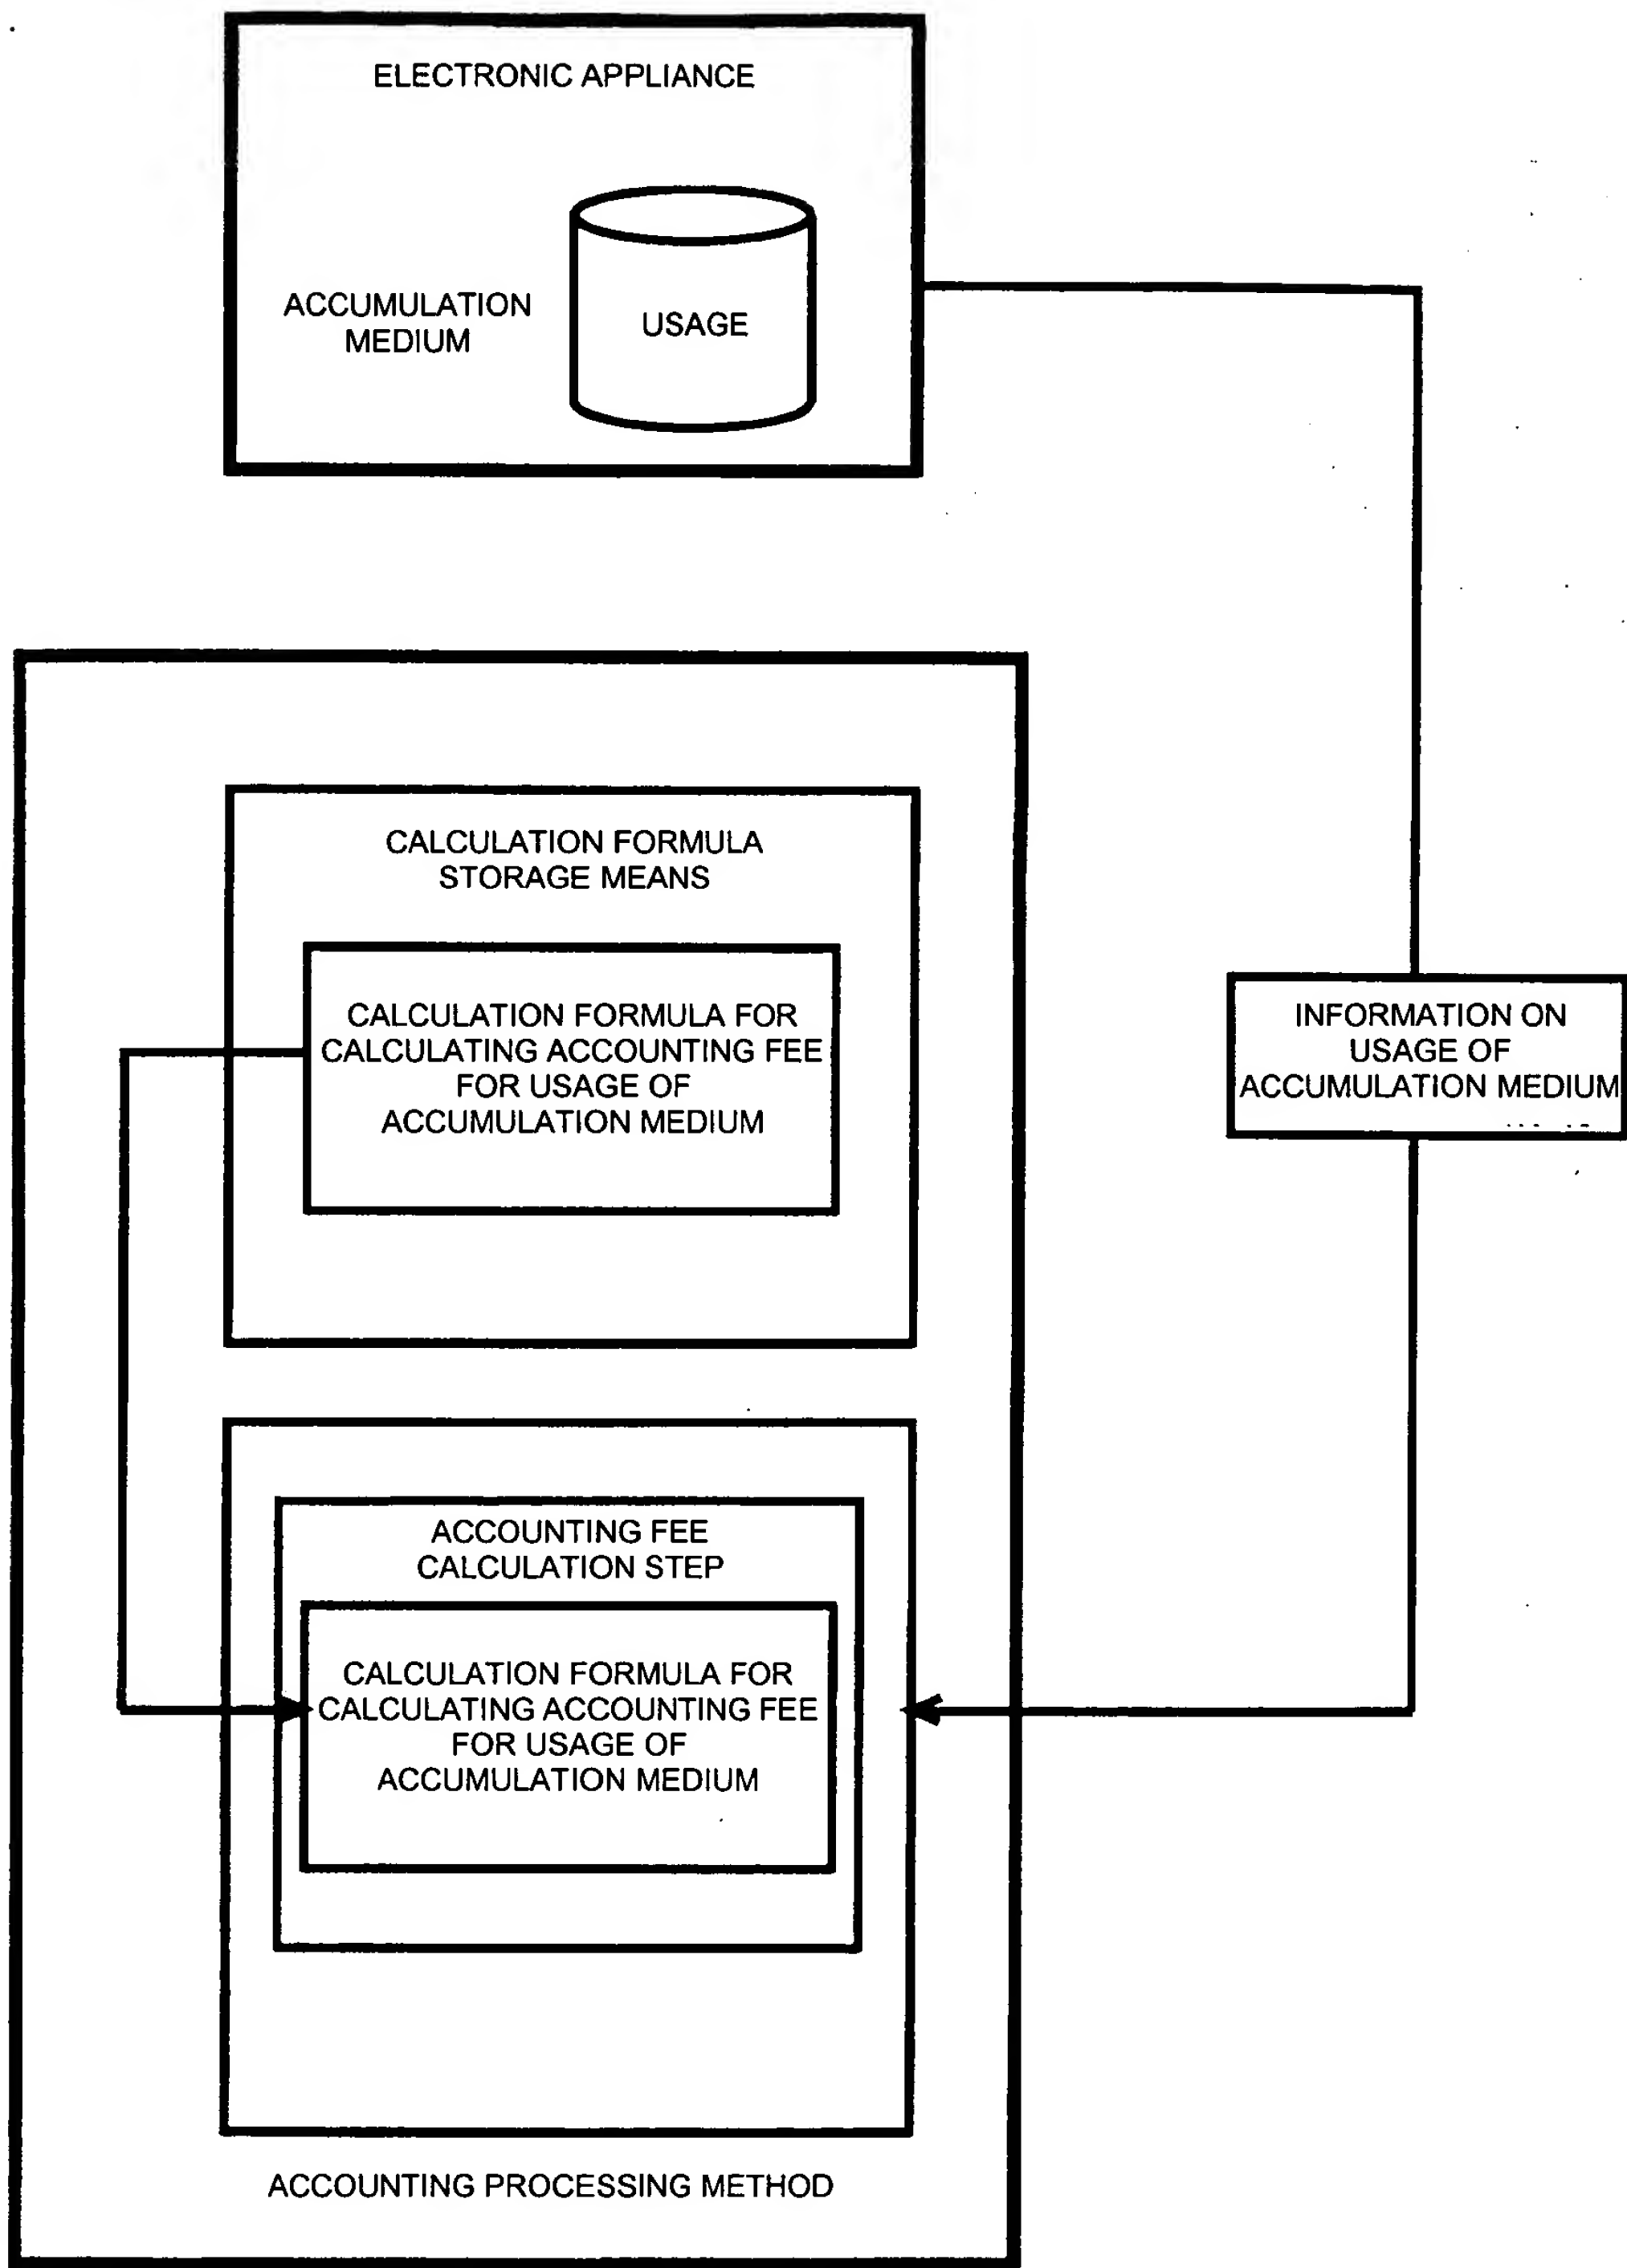 ELECTRONIC APPLIANCE
ACCUMULATION
MEDIUM
USAGE
CALCULATION FORMULA
STORAGE MEANS
CALCULATION FORMULA FOR
CALCULATING ACCOUNTING FEE
FOR USAGE OF
ACCUMULATION MEDIUM
INFORMATION ON
USAGE OF
ACCUMULATION MEDIUM
ACCOUNTING FEE
CALCULATION STEP
CALCULATION FORMULA FOR
CALCULATING ACCOUNTING FEE
FOR USAGE OF
ACCUMULATION MEDIUM
ACCOUNTING PROCESSING METHOD